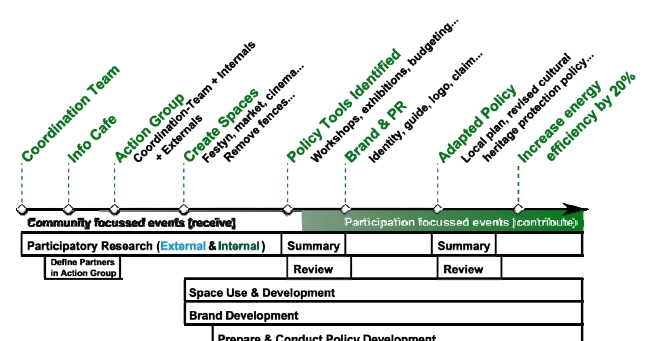 Coordination Team
Info Cafe
Action Group
Coordination-Team + Internals
+ Externals
Create Spaces
Festyn, market, cinema...
Remove fences...
Policy Tools Identified
Workshops, exhibitions, budgeting...
Brand & PR
Identity, guide, logo, claim...
Adapted Policy
Local plan, revised cultural
heritage protection policy...
Increase energy
efficiency by 20%
Community focussed events (receive)
Participation focussed events (contribute)
Participatory Research (External & Internal)
Summary
Summary
Define Partners
in Action Group
Review
Review
Space Use & Development
Brand Development
Prepare & Conduct Policy Development